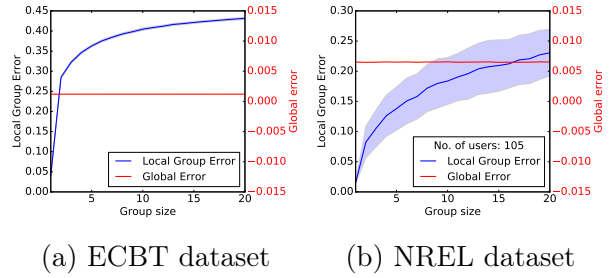 0.45
0.40
0.35
0.30
0.25
0.20
0.15
0.10
0.05
0.00
Local Group Error
5 10 15 20
Group size
0.015
0.010
0.005
0.000
−0.005
−0.010
−0.015
Global error
Local Group Error
Global Error
(a) ECBT dataset
0.30
0.25
0.20
0.15
0.10
0.05
0.00
Local Group Error
5 10 15 20
Group size
0.015
0.010
0.005
0.000
−0.005
−0.010
−0.015
Global error
No. of users: 105
Local Group Error
Global Error
(b) NREL dataset